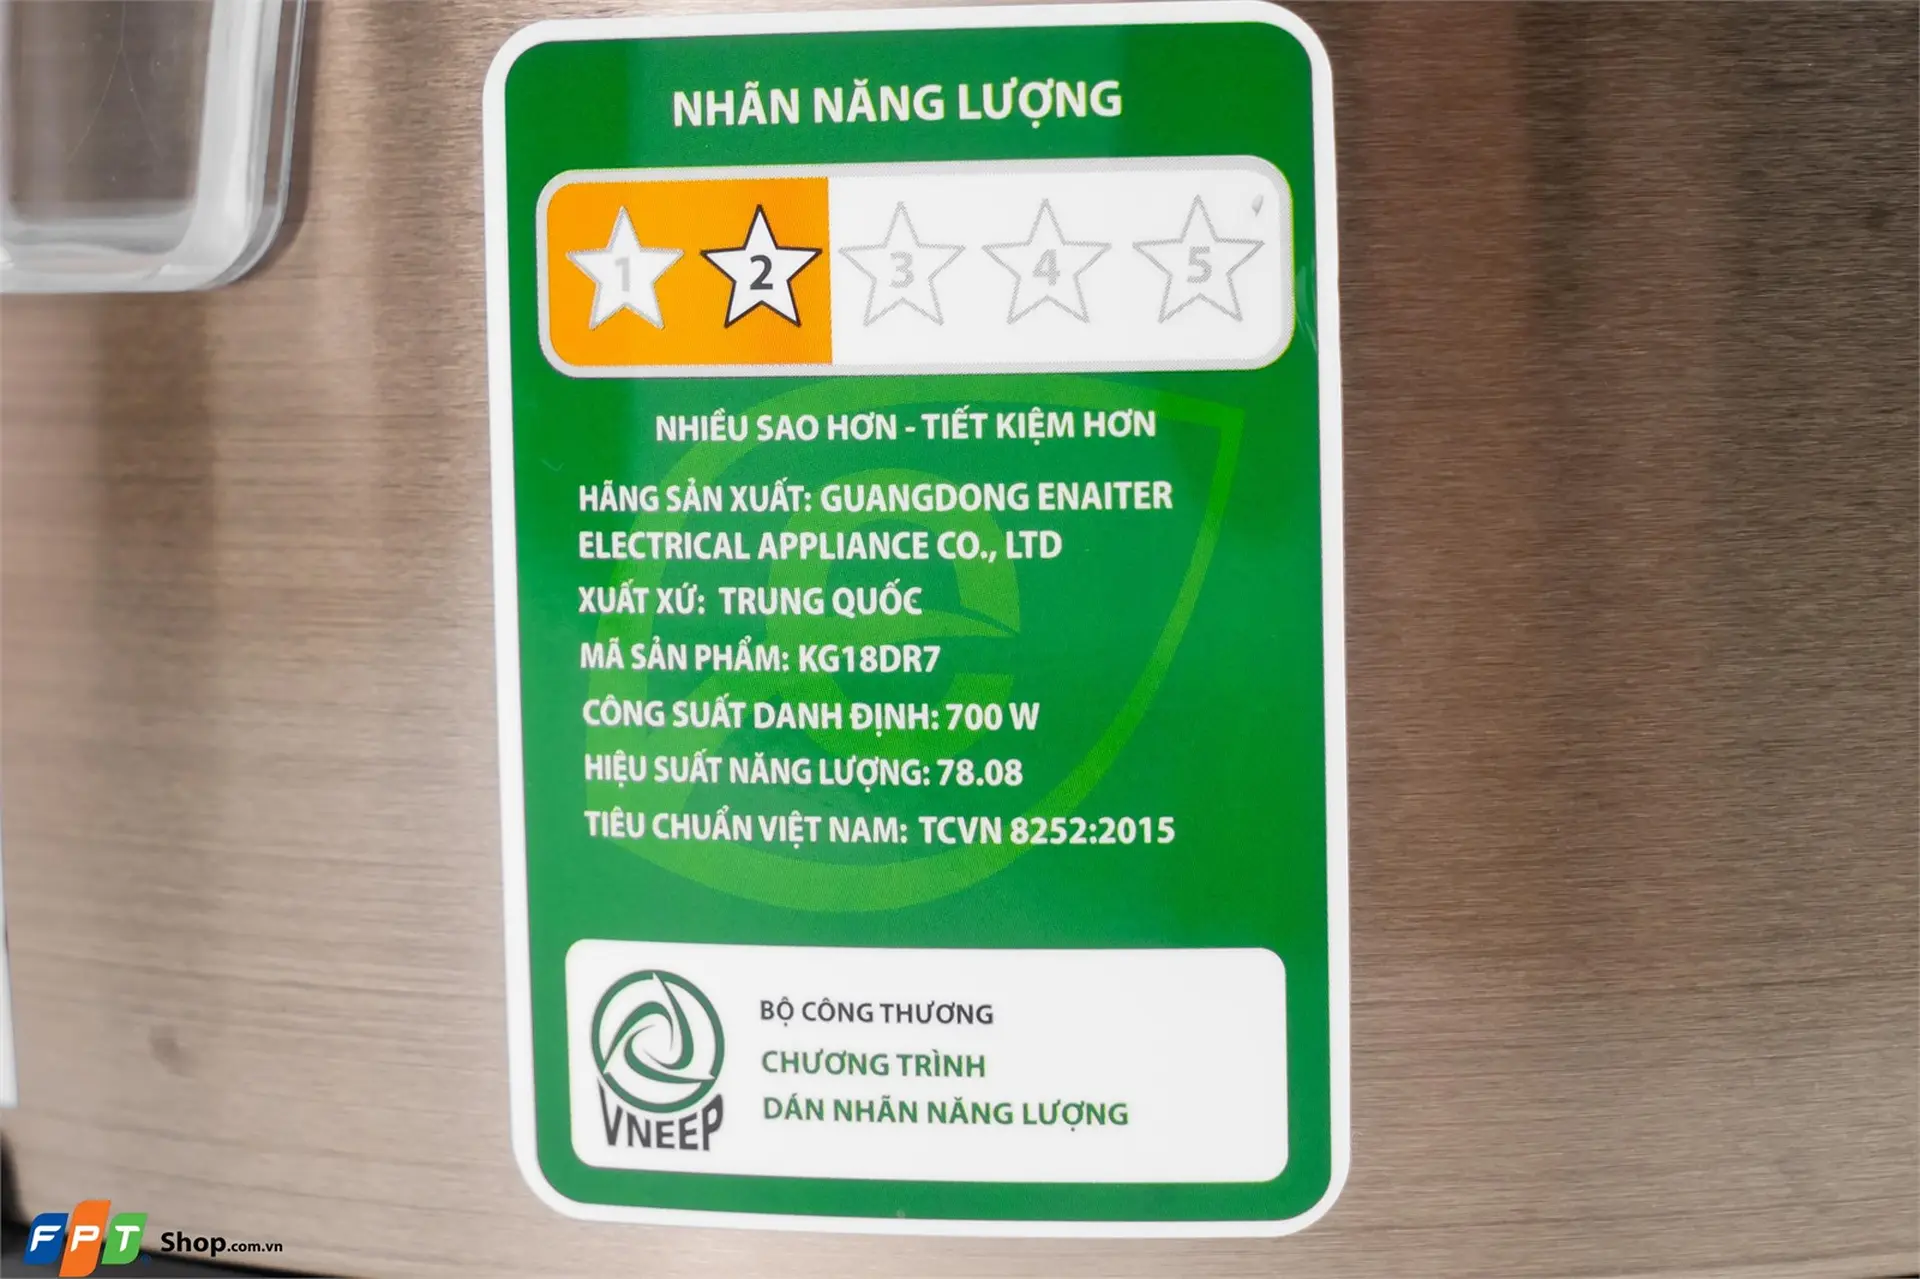 NHÃN NĂNG LƯỢNG
1 2 3 4 5
NHIỀU SAO HƠN - TIẾT KIỆM HƠN
HÃNG SẢN XUẤT: GUANGDONG ENAITER
ELECTRICAL APPLIANCE CO., LTD
XUẤT XỨ: TRUNG QUỐC
MÃ SẢN PHẨM: KG18DR7
CÔNG SUẤT DANH ĐỊNH: 700 W
HIỆU SUẤT NĂNG LƯỢNG: 78.08
TIÊU CHUẨN VIỆT NAM: TCVN 8252:2015
BỘ CÔNG THƯƠNG
CHƯƠNG TRÌNH
DÁN NHÃN NĂNG LƯỢNG
VNEEP
FPT Shop.com.vn